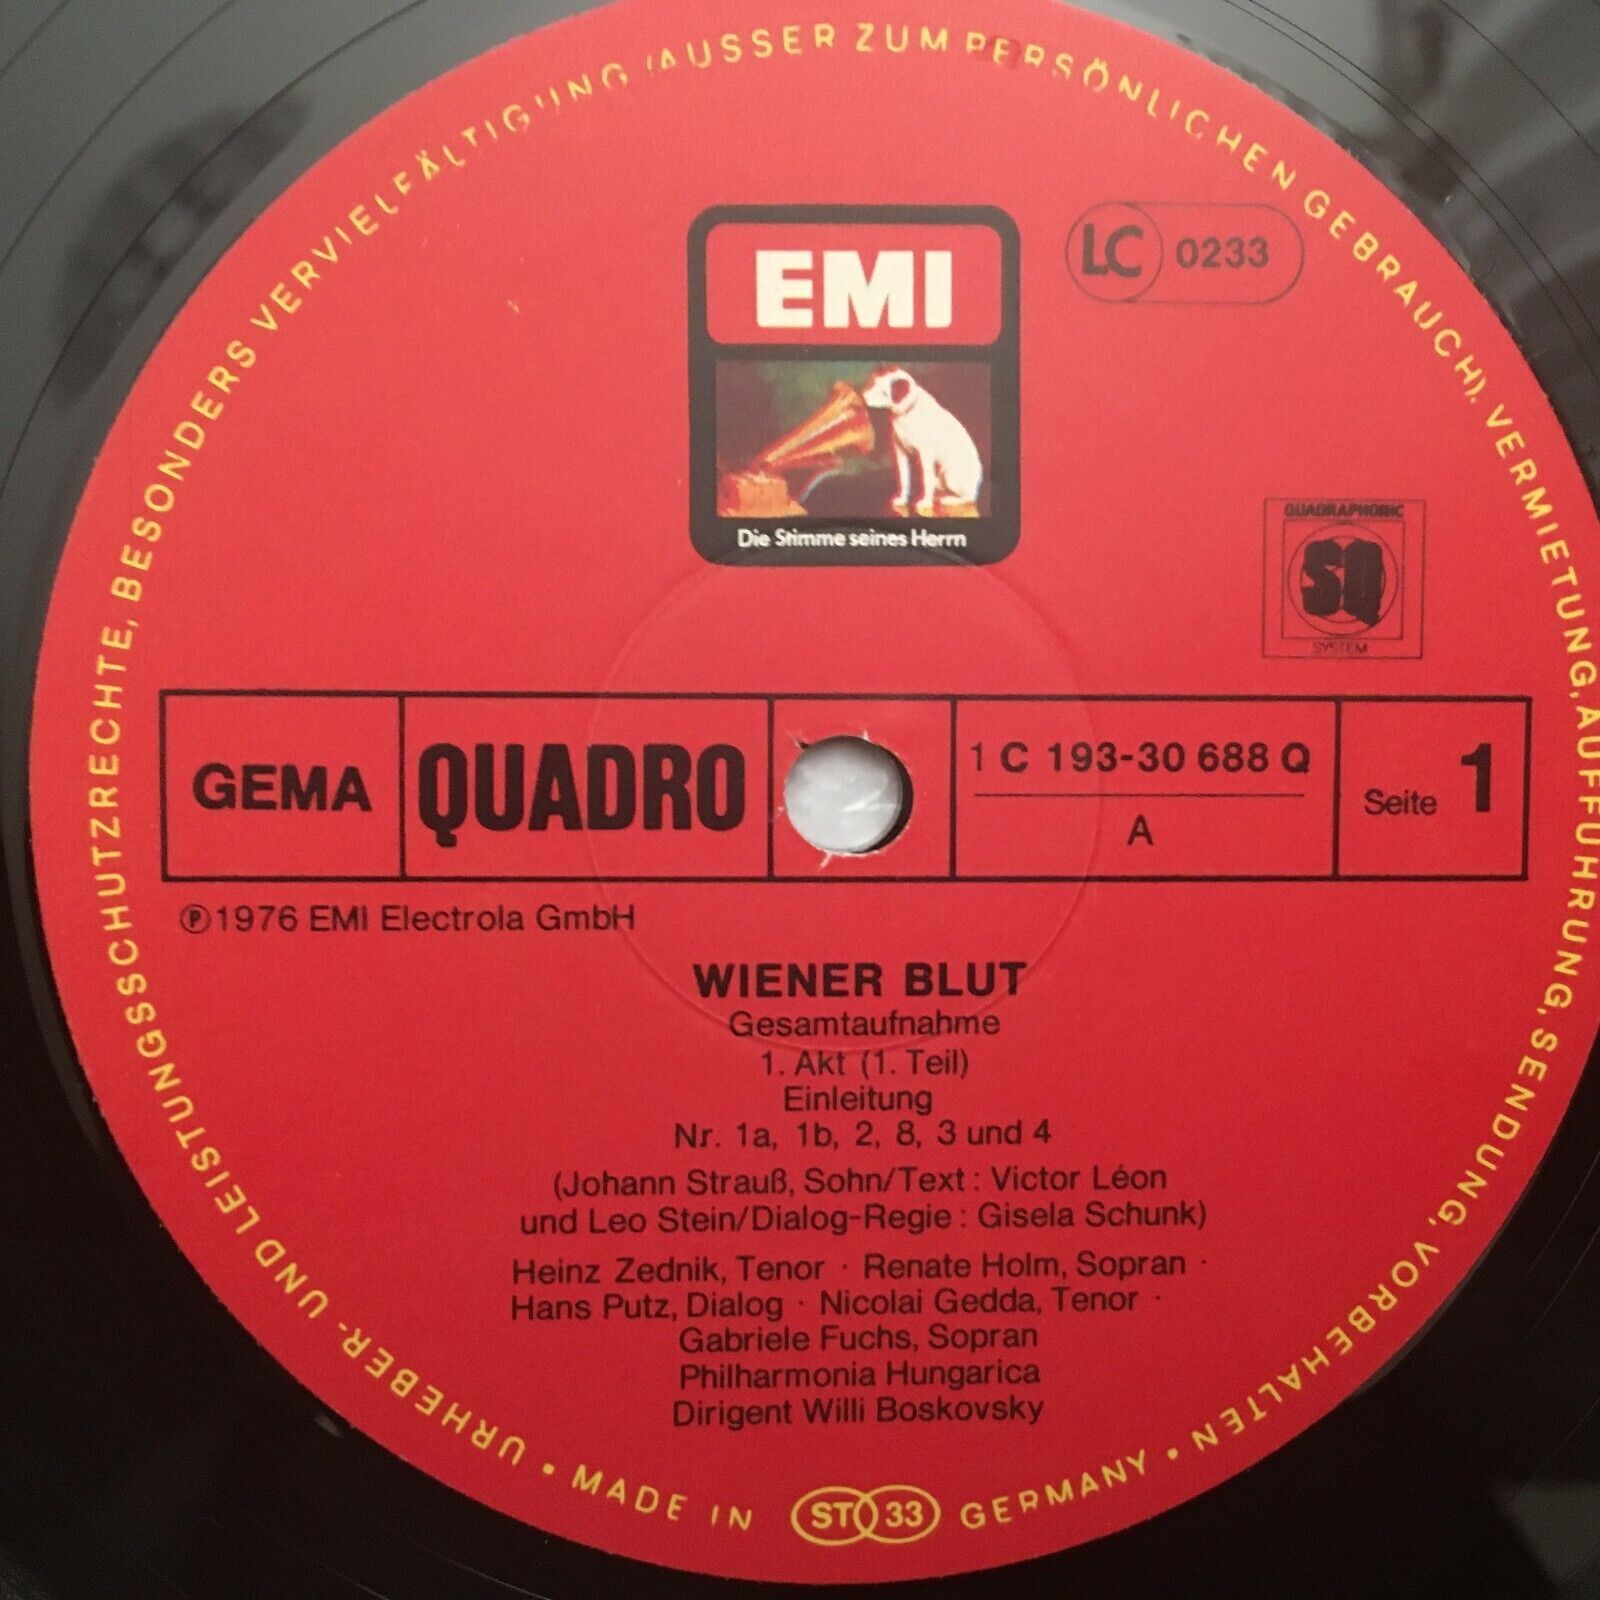 URHEBER- UND LEISTUNGSSCHUTZRECHTE, BESONDERS VERVIELFÄLTIGUNG (AUSSER ZUM PERSÖNLICHEN GEBRAUCH), VERMIETUNG, AUFFÜHRUNG, SENDUNG, VORBEHALTEN • MADE IN ST 33 GERMANY •
EMI
LC 0233
Die Stimme seines Herrn
QUADRAPHONIC
SQ
SYSTEM
GEMA QUADRO 1 C 193-30 688 Q
A
Seite 1
℗1976 EMI Electrola GmbH
WIENER BLUT
Gesamtaufnahme
1. Akt (1. Teil)
Einleitung
Nr. 1a, 1b, 2, 8, 3 und 4
(Johann Strauß, Sohn/Text : Victor Léon
und Leo Stein/Dialog-Regie : Gisela Schunk)
Heinz Zednik, Tenor · Renate Holm, Sopran ·
Hans Putz, Dialog · Nicolai Gedda, Tenor ·
Gabriele Fuchs, Sopran
Philharmonia Hungarica
Dirigent Willi Boskovsky